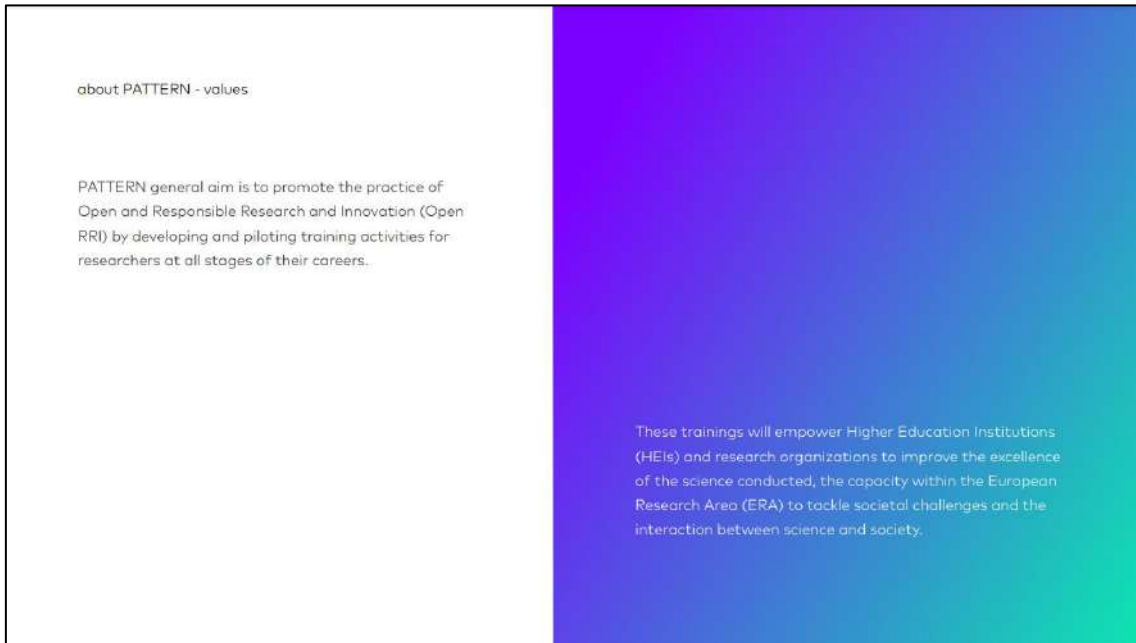 about PATTERN - values
PATTERN general aim is to promote the practice of
Open and Responsible Research and Innovation (Open
RRI) by developing and piloting training activities for
researchers at all stages of their careers.
These trainings will empower Higher Education Institutions
(HEIs) and research organizations to improve the excellence
of the science conducted, the capacity within the European
Research Area (ERA) to tackle societal challenges and the
interaction between science and society.